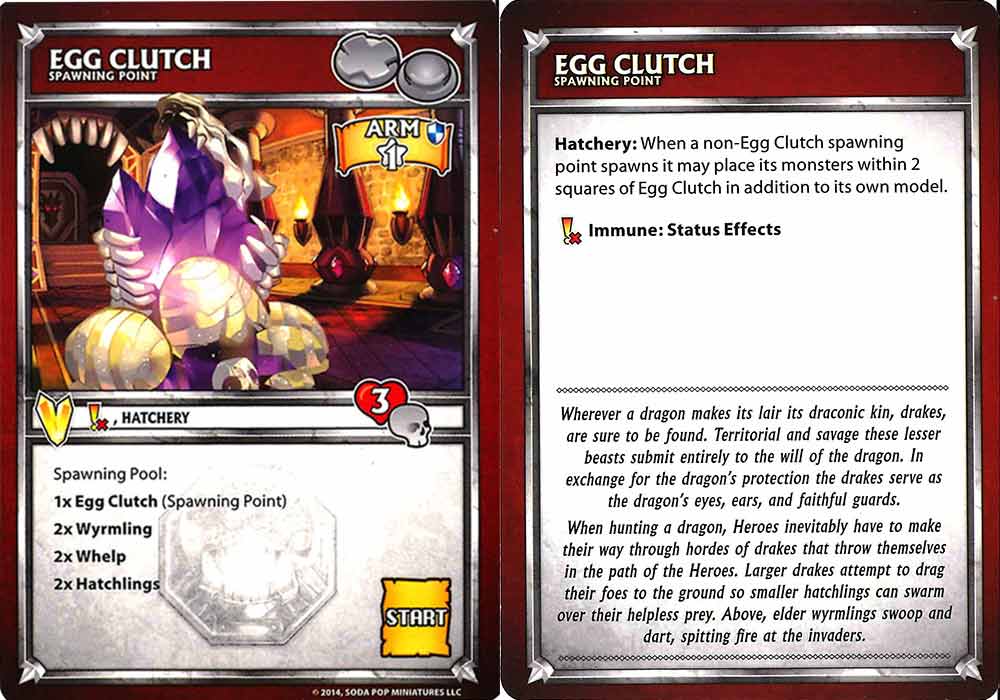 EGG CLUTCH
SPAWNING POINT
ARM
1
3
, HATCHERY
Spawning Pool:
1x Egg Clutch (Spawning Point)
2x Wyrmling
2x Whelp
2x Hatchlings
START
© 2014, SODA POP MINIATURES LLC
EGG CLUTCH
SPAWNING POINT
Hatchery: When a non-Egg Clutch spawning
point spawns it may place its monsters within 2
squares of Egg Clutch in addition to its own model.
Immune: Status Effects
Wherever a dragon makes its lair its draconic kin, drakes,
are sure to be found. Territorial and savage these lesser
beasts submit entirely to the will of the dragon. In
exchange for the dragon's protection the drakes serve as
the dragon's eyes, ears, and faithful guards.
When hunting a dragon, Heroes inevitably have to make
their way through hordes of drakes that throw themselves
in the path of the Heroes. Larger drakes attempt to drag
their foes to the ground so smaller hatchlings can swarm
over their helpless prey. Above, elder wyrmlings swoop and
dart, spitting fire at the invaders.